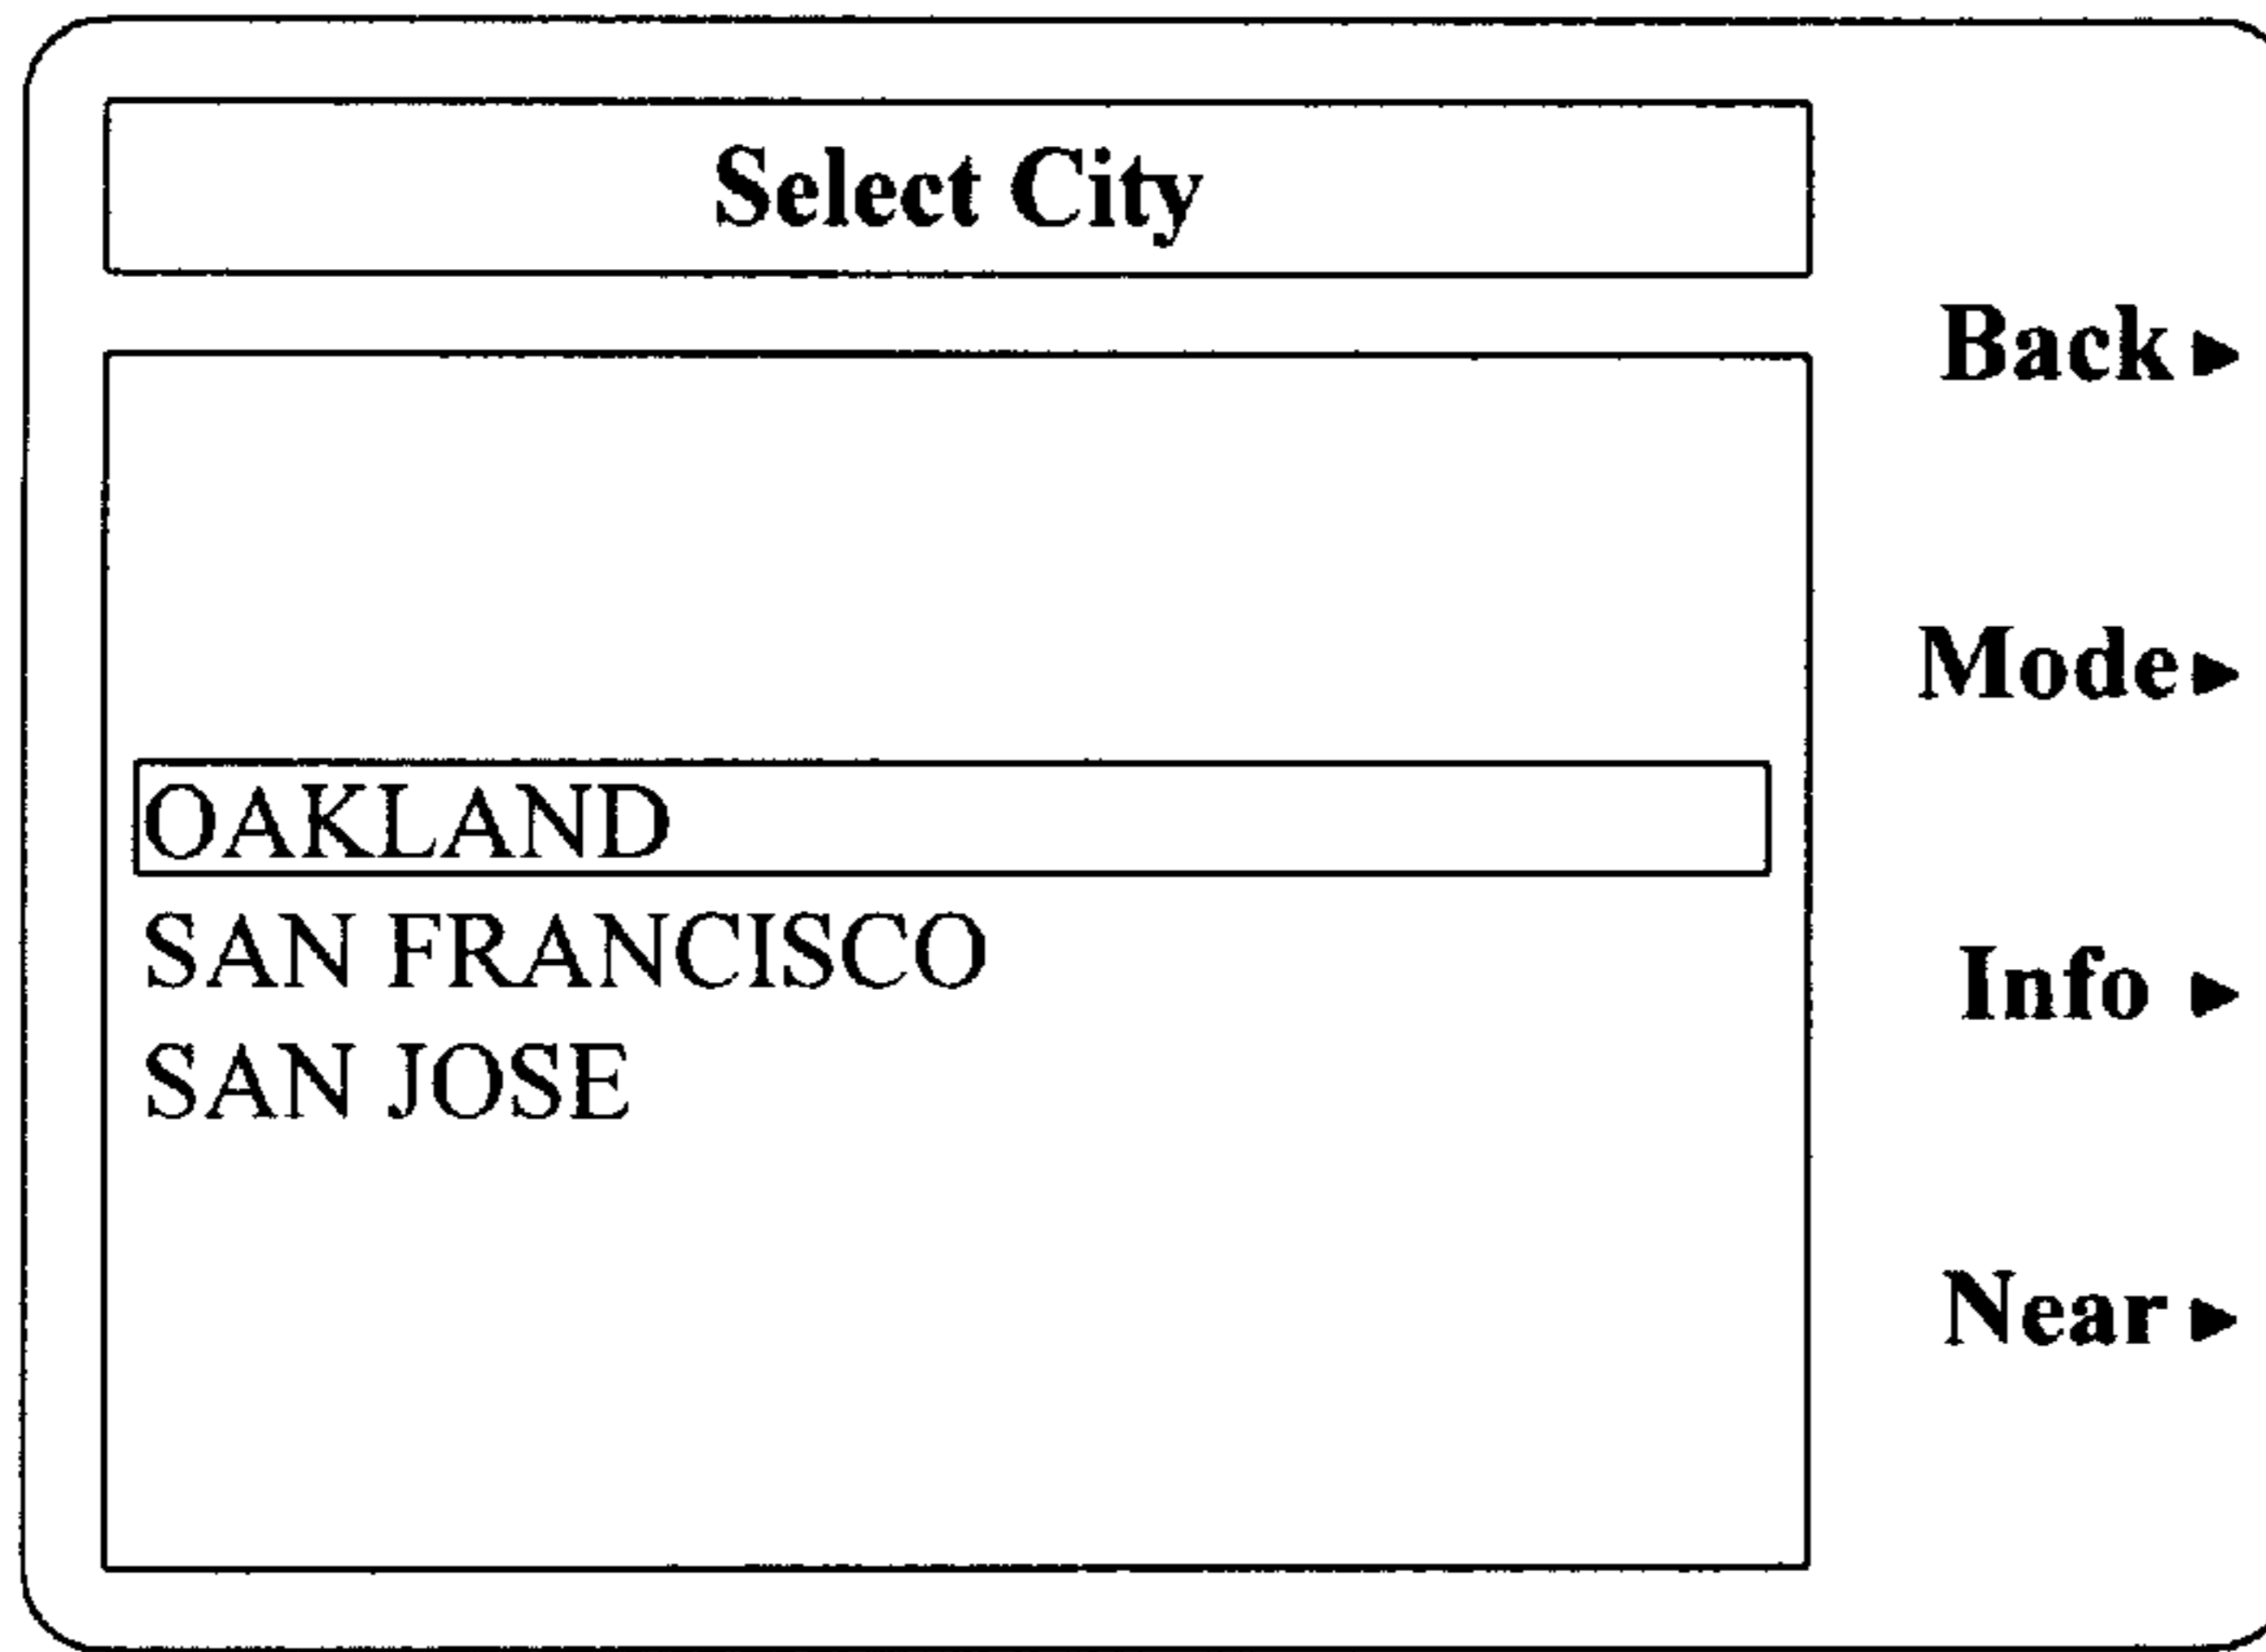 Select City
Back
Mode
OAKLAND
SAN FRANCISCO
Info
SAN JOSE
Near